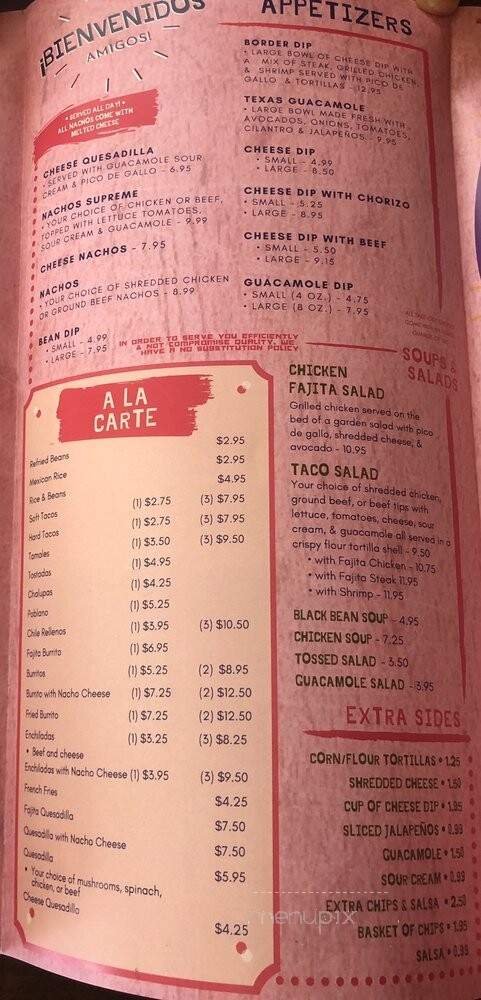 ¡BIENVENIDOS
AMIGOS!
• SERVED ALL DAY! •
ALL NACHOS COME WITH
MELTED CHEESE
CHEESE QUESADILLA
• SERVED WITH GUACAMOLE SOUR
CREAM & PICO DE GALLO - 6.95
NACHOS SUPREME
• YOUR CHOICE OF CHICKEN OR BEEF,
TOPPED WITH LETTUCE TOMATOES,
SOUR CREAM & GUACAMOLE - 9.99
CHEESE NACHOS - 7.95
NACHOS
• YOUR CHOICE OF SHREDDED CHICKEN
OR GROUND BEEF NACHOS - 8.99
BEAN DIP
• SMALL - 4.99
• LARGE - 7.95
APPETIZERS
BORDER DIP
• LARGE BOWL OF CHEESE DIP WITH
A MIX OF STEAK, GRILLED CHICKEN,
& SHRIMP SERVED WITH PICO DE
GALLO & TORTILLAS - 12.95
TEXAS GUACAMOLE
• LARGE BOWL MADE FRESH WITH
AVOCADOS, ONIONS, TOMATOES,
CILANTRO & JALAPEÑOS - 9.95
CHEESE DIP
• SMALL - 4.99
• LARGE - 8.50
CHEESE DIP WITH CHORIZO
• SMALL - 5.25
• LARGE - 8.95
CHEESE DIP WITH BEEF
• SMALL - 5.50
• LARGE - 9.15
GUACAMOLE DIP
• SMALL (4 OZ.) - 4.75
• LARGE (8 OZ.) - 7.95
IN ORDER TO SERVE YOU EFFICIENTLY
& NOT COMPROMISE QUALITY, WE
HAVE A NO SUBSTITUTION POLICY
A LA
CARTE
Refried Beans $2.95
Mexican Rice $2.95
Rice & Beans $4.95
Soft Tacos (1) $2.75 (3) $7.95
Hard Tacos (1) $2.75 (3) $7.95
Tamales (1) $3.50 (3) $9.50
Tostadas (1) $4.95
Chalupas (1) $4.25
Poblano (1) $5.25
Chile Rellenos (1) $3.95 (3) $10.50
Fajita Burrito (1) $6.95
Burritos (1) $5.25 (2) $8.95
Burrito with Nacho Cheese (1) $7.25 (2) $12.50
Fried Burrito (1) $7.25 (2) $12.50
Enchiladas (1) $3.25 (3) $8.25
• Beef and cheese
Enchiladas with Nacho Cheese (1) $3.95 (3) $9.50
French Fries $4.25
Fajita Quesadilla $7.50
Quesadilla with Nacho Cheese $7.50
Quesadilla $5.95
• Your choice of mushrooms, spinach,
chicken, or beef
Cheese Quesadilla $4.25
SOUPS &
SALADS
CHICKEN
FAJITA SALAD
Grilled chicken served on the
bed of a garden salad with pico
de gallo, shredded cheese, &
avocado - 10.95
TACO SALAD
Your choice of shredded chicken,
ground beef, or beef tips with
lettuce, tomatoes, cheese, sour
cream, & guacamole all served in a
crispy flour tortilla shell - 9.50
• with Fajita Chicken - 10.75
• with Fajita Steak 11.95
• with Shrimp - 11.95
BLACK BEAN SOUP - 4.95
CHICKEN SOUP - 7.25
TOSSED SALAD - 3.50
GUACAMOLE SALAD - 3.95
EXTRA SIDES
CORN/FLOUR TORTILLAS • 1.25
SHREDDED CHEESE • 1.50
CUP OF CHEESE DIP • 1.95
SLICED JALAPEÑOS • 0.99
GUACAMOLE • 1.50
SOUR CREAM • 0.99
EXTRA CHIPS & SALSA • 2.50
BASKET OF CHIPS • 1.95
SALSA • 0.99
menupix